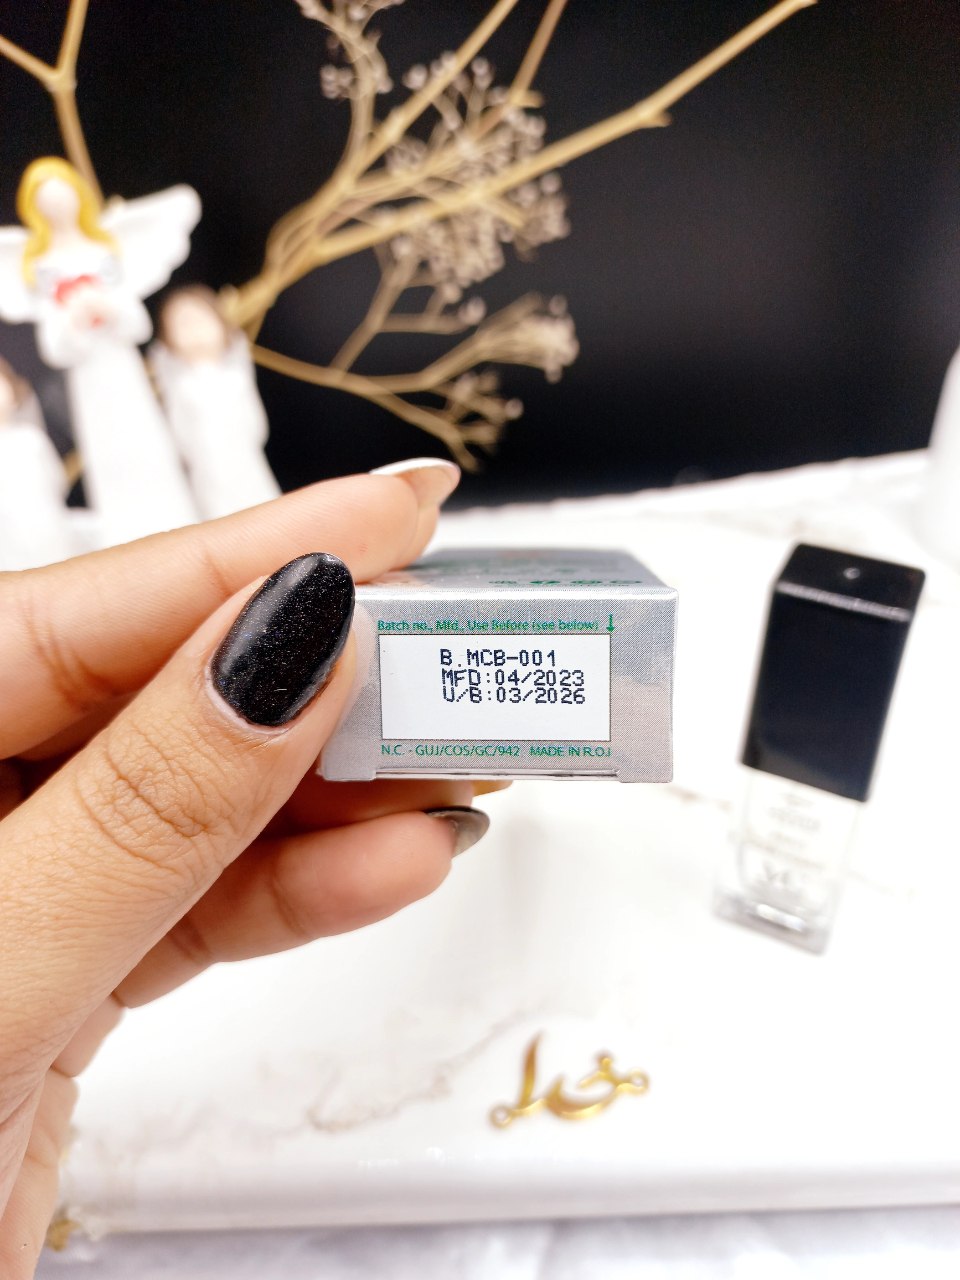 Batch no., Mfd., Use Before (see below) ↓
B.MCB-001
MFD:04/2023
U/B:03/2026
N.C. - GUJ/COS/GC/942 MADE IN R.O.I
خدا